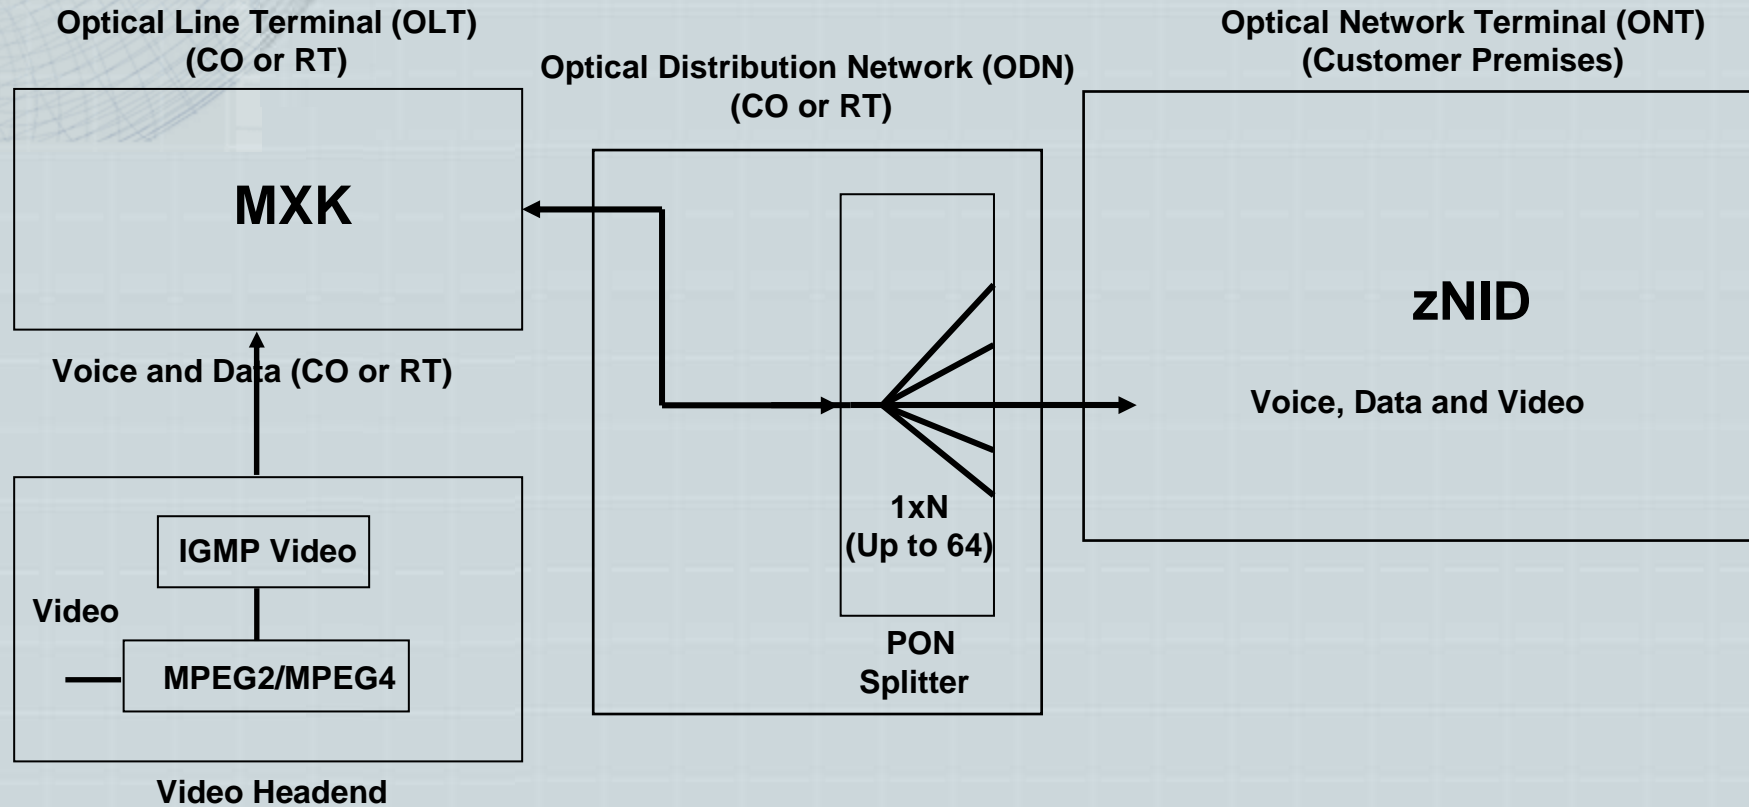 Optical Line Terminal (OLT)
(CO or RT)
MXK
Voice and Data (CO or RT)
IGMP Video
Video
MPEG2/MPEG4
Video Headend
Optical Distribution Network (ODN)
(CO or RT)
1xN
(Up to 64)
PON
Splitter
Optical Network Terminal (ONT)
(Customer Premises)
zNID
Voice, Data and Video